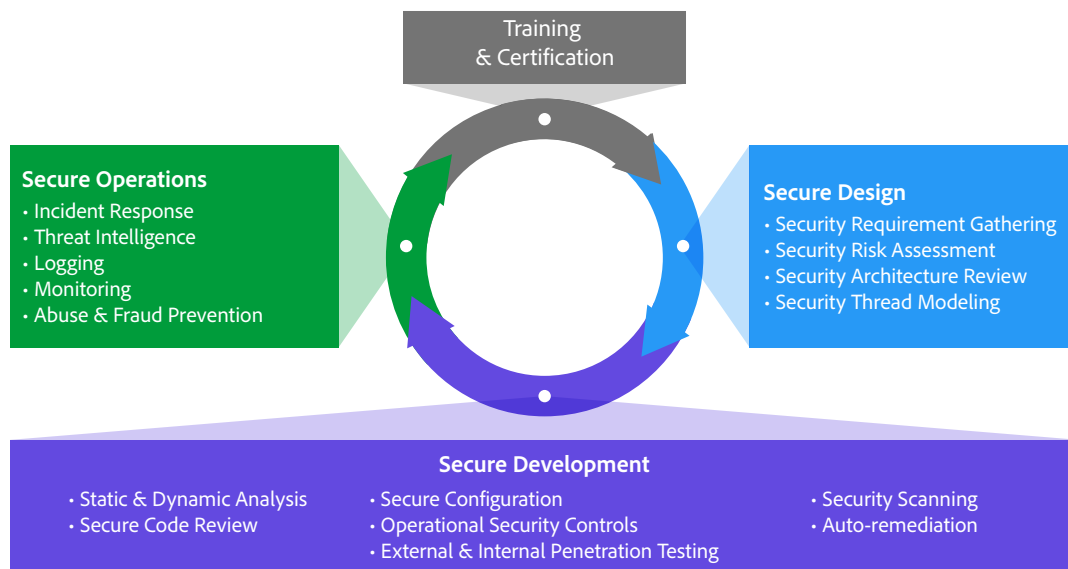 Training
& Certification
Secure Operations
• Incident Response
• Threat Intelligence
• Logging
• Monitoring
• Abuse & Fraud Prevention
Secure Design
• Security Requirement Gathering
• Security Risk Assessment
• Security Architecture Review
• Security Thread Modeling
Secure Development
• Static & Dynamic Analysis
• Secure Code Review
• Secure Configuration
• Operational Security Controls
• External & Internal Penetration Testing
• Security Scanning
• Auto-remediation